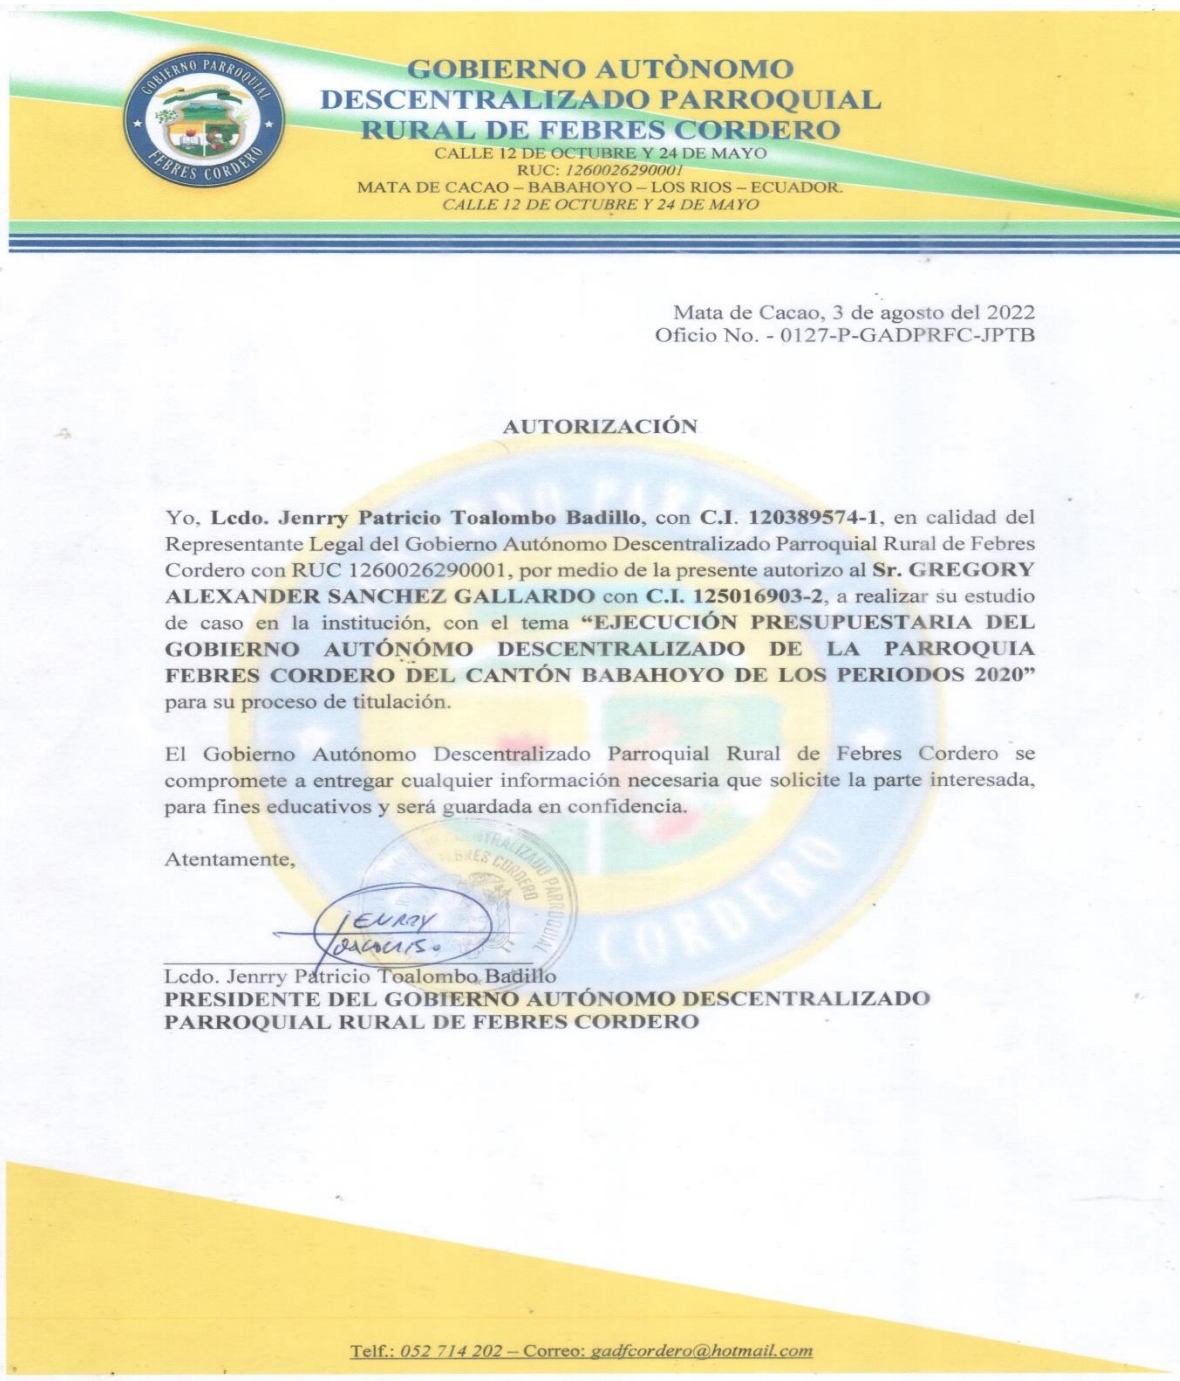 GOBIERNO PARROQUIAL
FEBRES CORDERO
GOBIERNO AUTÒNOMO
DESCENTRALIZADO PARROQUIAL
RURAL DE FEBRES CORDERO
CALLE 12 DE OCTUBRE Y 24 DE MAYO
RUC: 1260026290001
MATA DE CACAO – BABAHOYO – LOS RIOS – ECUADOR.
CALLE 12 DE OCTUBRE Y 24 DE MAYO
Mata de Cacao, 3 de agosto del 2022
Oficio No. - 0127-P-GADPRFC-JPTB
AUTORIZACIÓN
Yo, Lcdo. Jenrry Patricio Toalombo Badillo, con C.I. 120389574-1, en calidad del
Representante Legal del Gobierno Autónomo Descentralizado Parroquial Rural de Febres
Cordero con RUC 1260026290001, por medio de la presente autorizo al Sr. GREGORY
ALEXANDER SANCHEZ GALLARDO con C.I. 125016903-2, a realizar su estudio
de caso en la institución, con el tema “EJECUCIÓN PRESUPUESTARIA DEL
GOBIERNO AUTÓNÓMO DESCENTRALIZADO DE LA PARROQUIA
FEBRES CORDERO DEL CANTÓN BABAHOYO DE LOS PERIODOS 2020”
para su proceso de titulación.
El Gobierno Autónomo Descentralizado Parroquial Rural de Febres Cordero se
compromete a entregar cualquier información necesaria que solicite la parte interesada,
para fines educativos y será guardada en confidencia.
Atentamente,
JENRRY
Lcdo. Jenrry Patricio Toalombo Badillo
PRESIDENTE DEL GOBIERNO AUTÓNOMO DESCENTRALIZADO
PARROQUIAL RURAL DE FEBRES CORDERO
Telf.: 052 714 202 – Correo: gadfcordero@hotmail.com